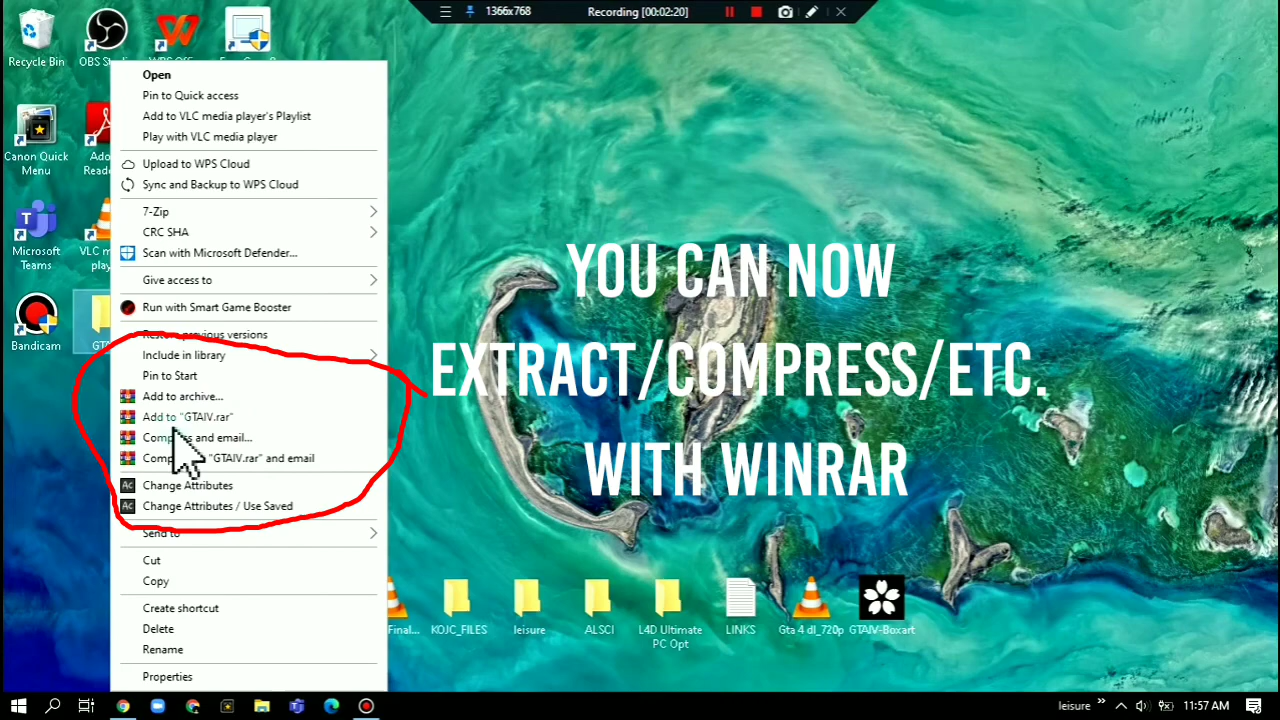 1366x768
Recording [00:02:20]
Recycle Bin
Open
Pin to Quick access
Add to VLC media player's Playlist
Play with VLC media player
Upload to WPS Cloud
Sync and Backup to WPS Cloud
7-Zip
CRC SHA
Scan with Microsoft Defender...
Give access to
Run with Smart Game Booster
Restore previous versions
Include in library
Pin to Start
Add to archive...
Add to "GTAIV.rar"
and email...
"GTAIV.rar" and email
Ac Change Attributes
Ac Change Attributes / Use Saved
Send to
Cut
Copy
Create shortcut
Delete
Rename
Properties
Canon Quick
Menu
Microsoft
Teams
Bandicam
YOU CAN NOW
EXTRACT/COMPRESS/ETC.
WITH WINRAR
Final...
KOJC_FILES
leisure
ALSCI
L4D Ultimate
PC Opt
LINKS
Gta 4 dl_720p
GTAIV-Boxart
leisure
11:57 AM